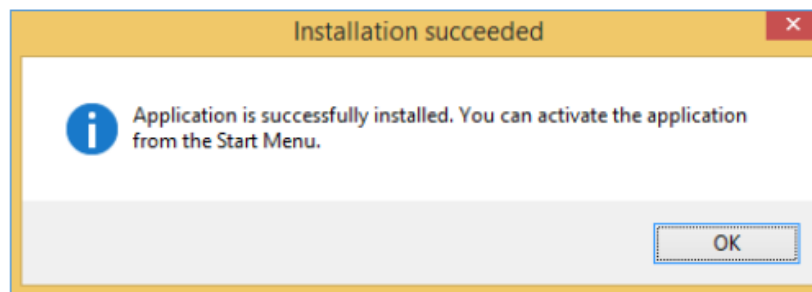 Installation succeeded
Application is successfully installed. You can activate the application
from the Start Menu.
OK